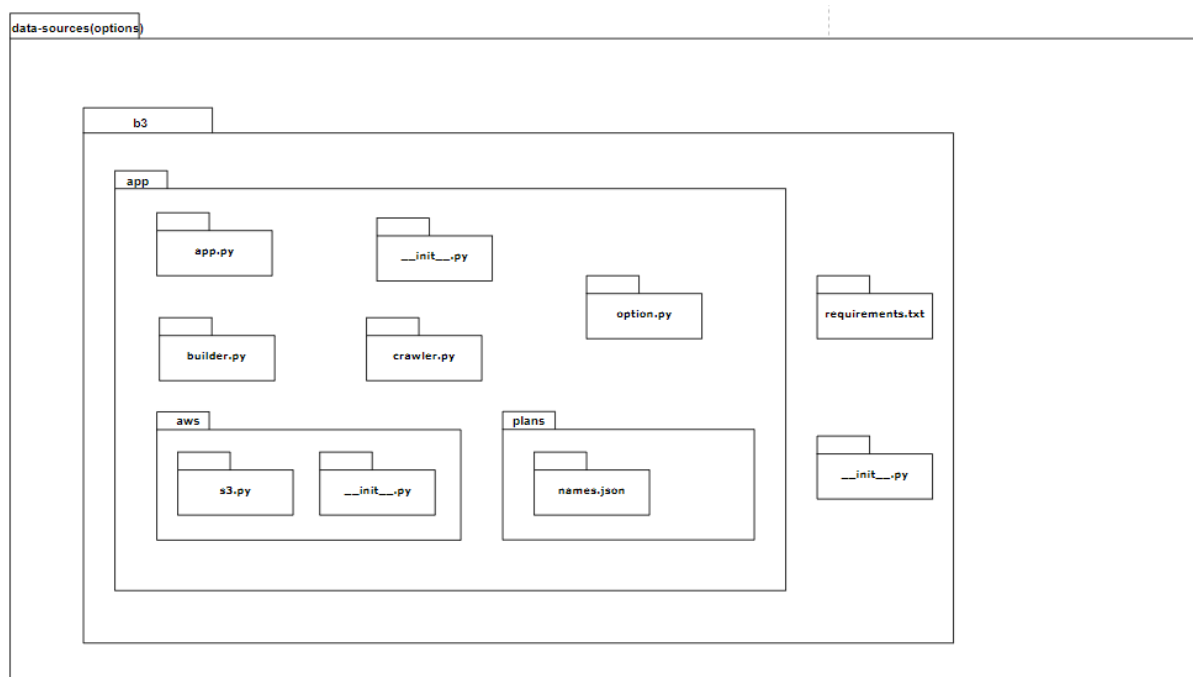 data-sources(options)
b3
app
app.py
__init__.py
option.py
requirements.txt
builder.py
crawler.py
aws
plans
s3.py
__init__.py
names.json
__init__.py